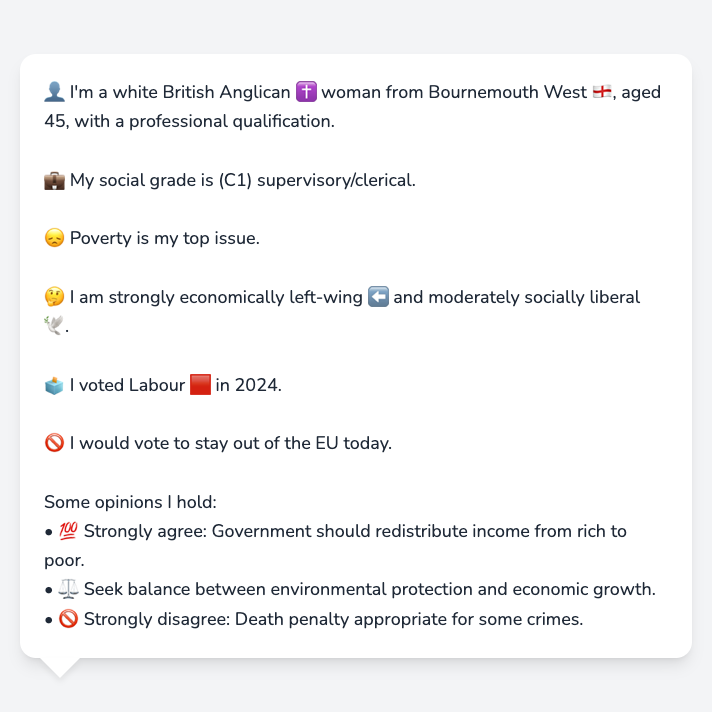 👤 I'm a white British Anglican ✝️ woman from Bournemouth West 🏴󠁧󠁢󠁥󠁮󠁧󠁿, aged
45, with a professional qualification.
💼 My social grade is (C1) supervisory/clerical.
😞 Poverty is my top issue.
🤔 I am strongly economically left-wing ⬅️ and moderately socially liberal
🕊️.
🗳️ I voted Labour 🟥 in 2024.
🚫 I would vote to stay out of the EU today.
Some opinions I hold:
• 💯 Strongly agree: Government should redistribute income from rich to
poor.
• ⚖️ Seek balance between environmental protection and economic growth.
• 🚫 Strongly disagree: Death penalty appropriate for some crimes.